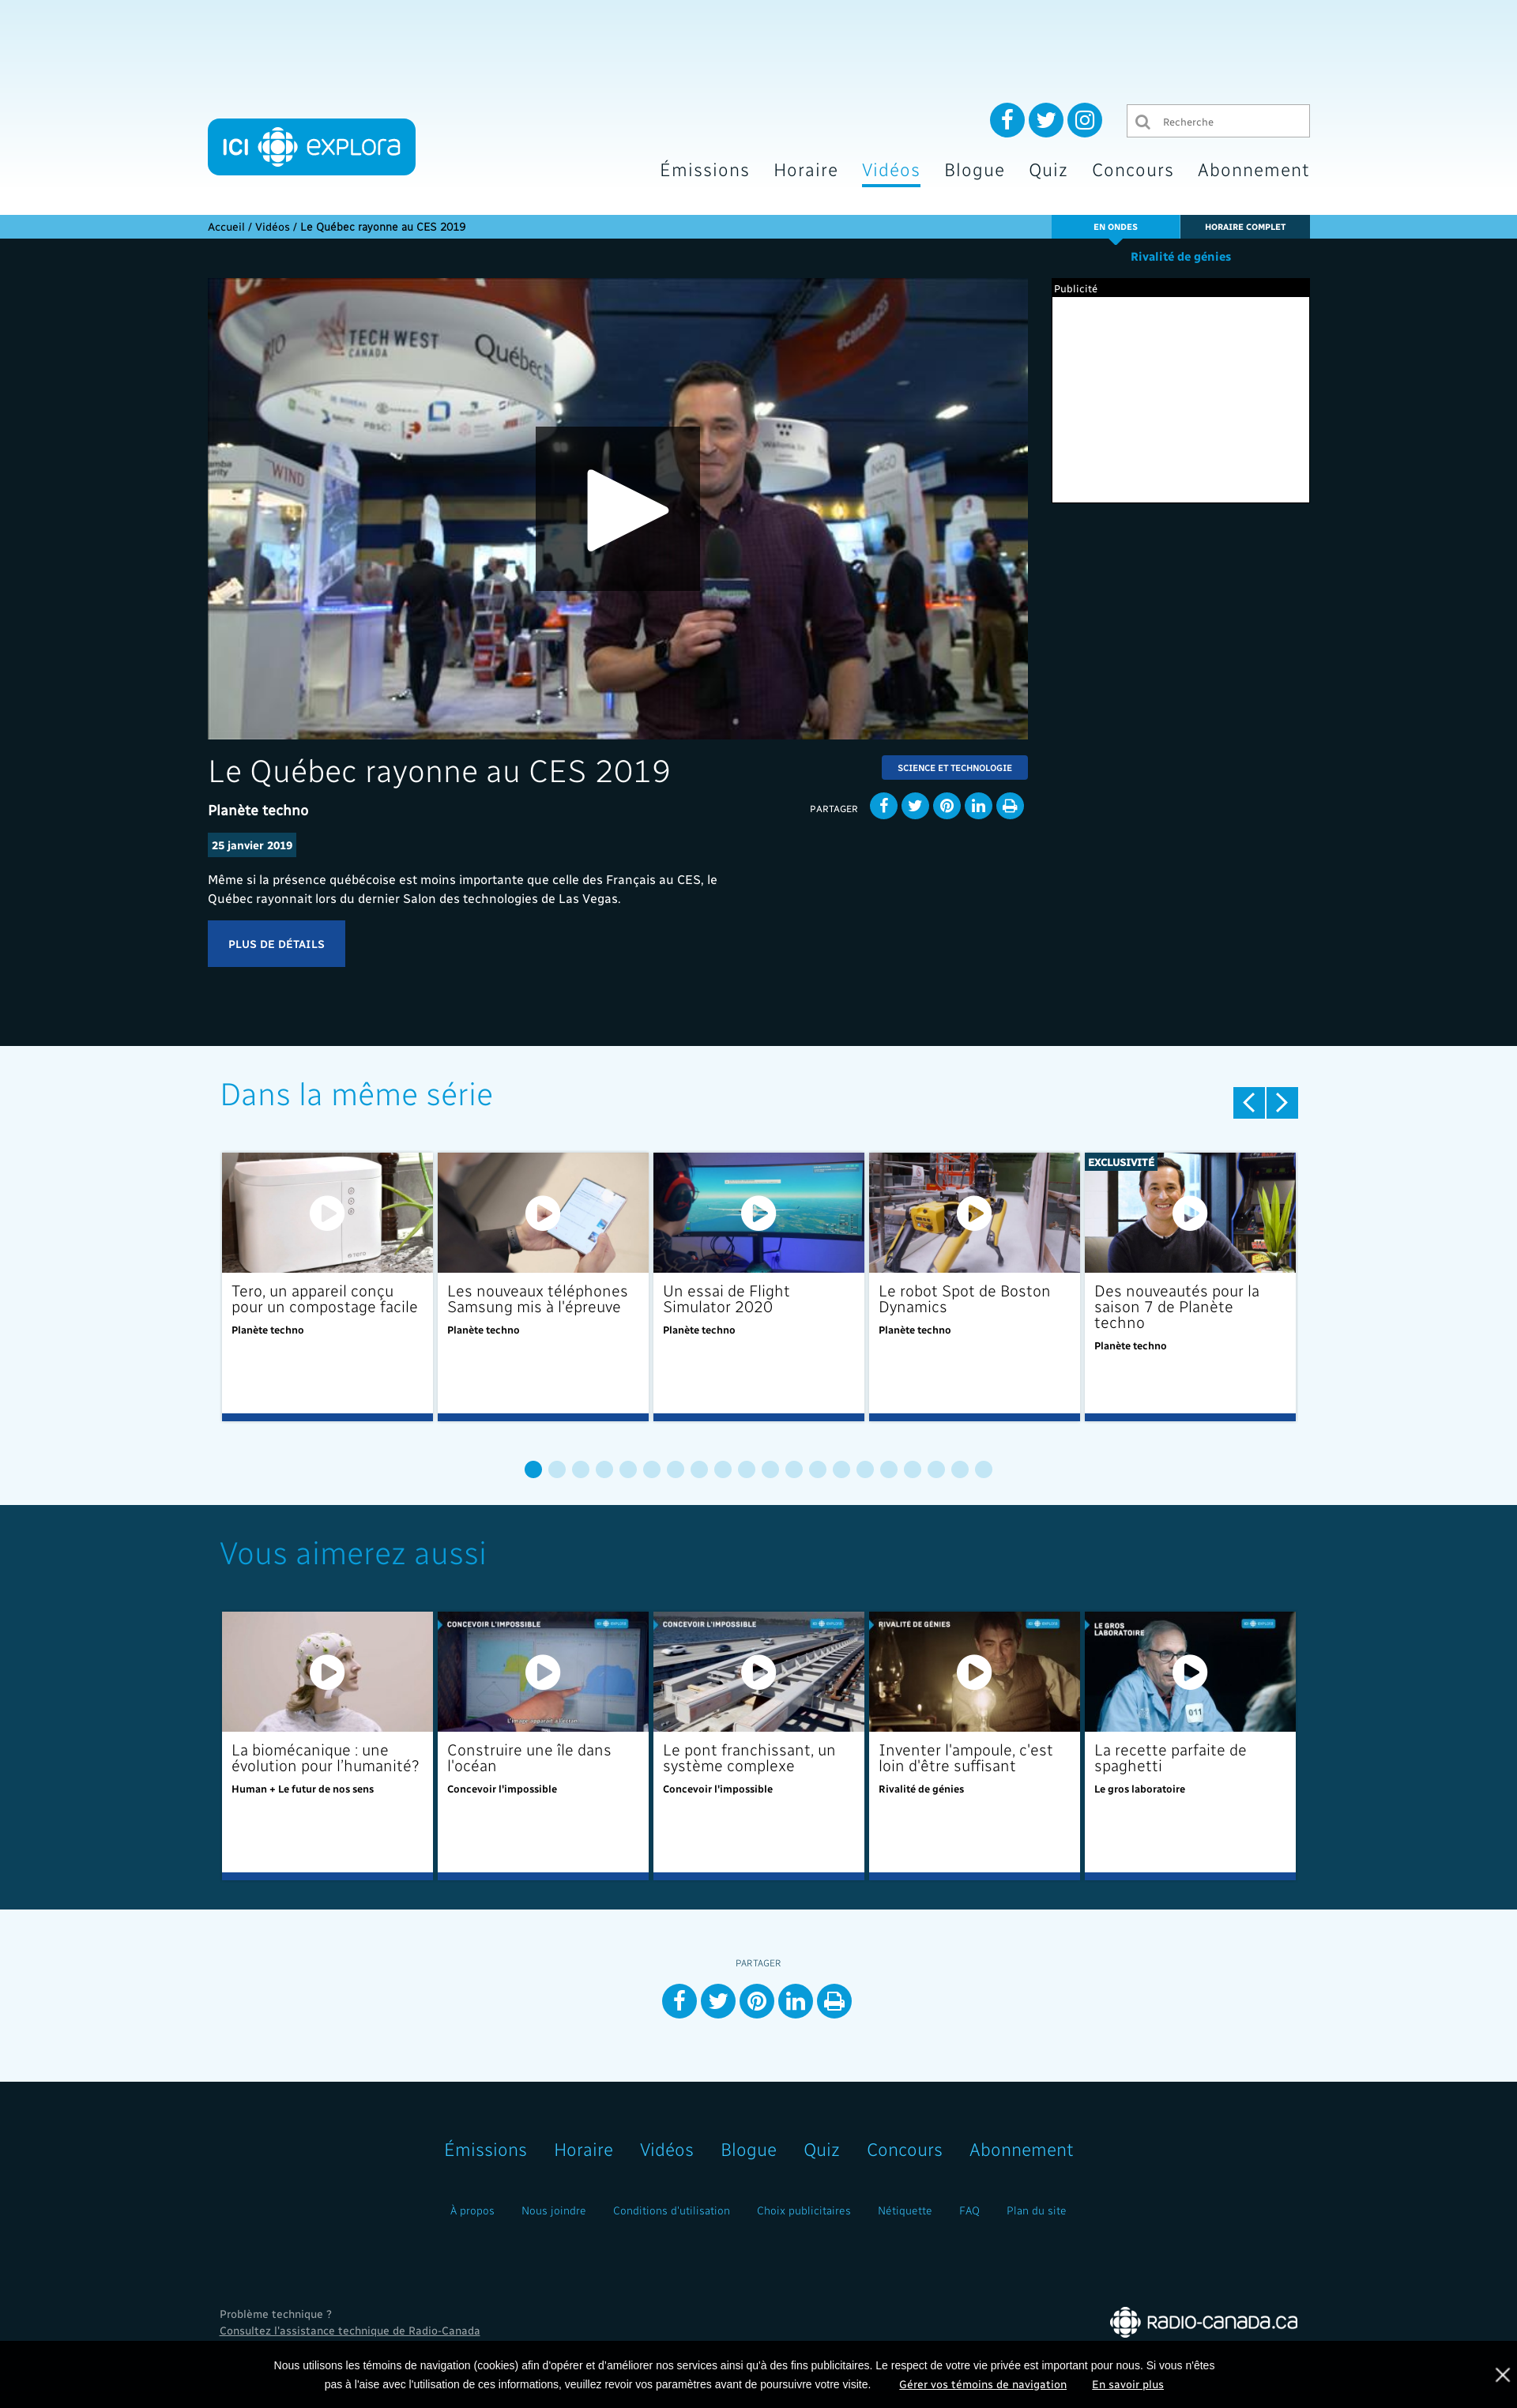 ICI explora
Recherche
Émissions Horaire Vidéos Blogue Quiz Concours Abonnement
Accueil / Vidéos / Le Québec rayonne au CES 2019
EN ONDES
HORAIRE COMPLET
Rivalité de génies
Publicité
TECH WEST
CANADA
Québec
#CanadaCES
WIND
Le Québec rayonne au CES 2019
SCIENCE ET TECHNOLOGIE
Planète techno
PARTAGER
25 janvier 2019
Même si la présence québécoise est moins importante que celle des Français au CES, le
Québec rayonnait lors du dernier Salon des technologies de Las Vegas.
PLUS DE DÉTAILS
Dans la même série
EXCLUSIVITÉ
Tero, un appareil conçu
pour un compostage facile
Planète techno
Les nouveaux téléphones
Samsung mis à l'épreuve
Planète techno
Un essai de Flight
Simulator 2020
Planète techno
Le robot Spot de Boston
Dynamics
Planète techno
Des nouveautés pour la
saison 7 de Planète
techno
Planète techno
Vous aimerez aussi
La biomécanique : une
évolution pour l'humanité?
Human + Le futur de nos sens
CONCEVOIR L'IMPOSSIBLE
Construire une île dans
l'océan
Concevoir l'impossible
CONCEVOIR L'IMPOSSIBLE
Le pont franchissant, un
système complexe
Concevoir l'impossible
RIVALITÉ DE GÉNIES
Inventer l'ampoule, c'est
loin d'être suffisant
Rivalité de génies
LE GROS
LABORATOIRE
011
La recette parfaite de
spaghetti
Le gros laboratoire
PARTAGER
Émissions Horaire Vidéos Blogue Quiz Concours Abonnement
À propos Nous joindre Conditions d'utilisation Choix publicitaires Nétiquette FAQ Plan du site
Problème technique ?
Consultez l'assistance technique de Radio-Canada
RADIO-CANADA.ca
Nous utilisons les témoins de navigation (cookies) afin d'opérer et d'améliorer nos services ainsi qu'à des fins publicitaires. Le respect de votre vie privée est important pour nous. Si vous n'êtes
pas à l'aise avec l'utilisation de ces informations, veuillez revoir vos paramètres avant de poursuivre votre visite. Gérer vos témoins de navigation En savoir plus